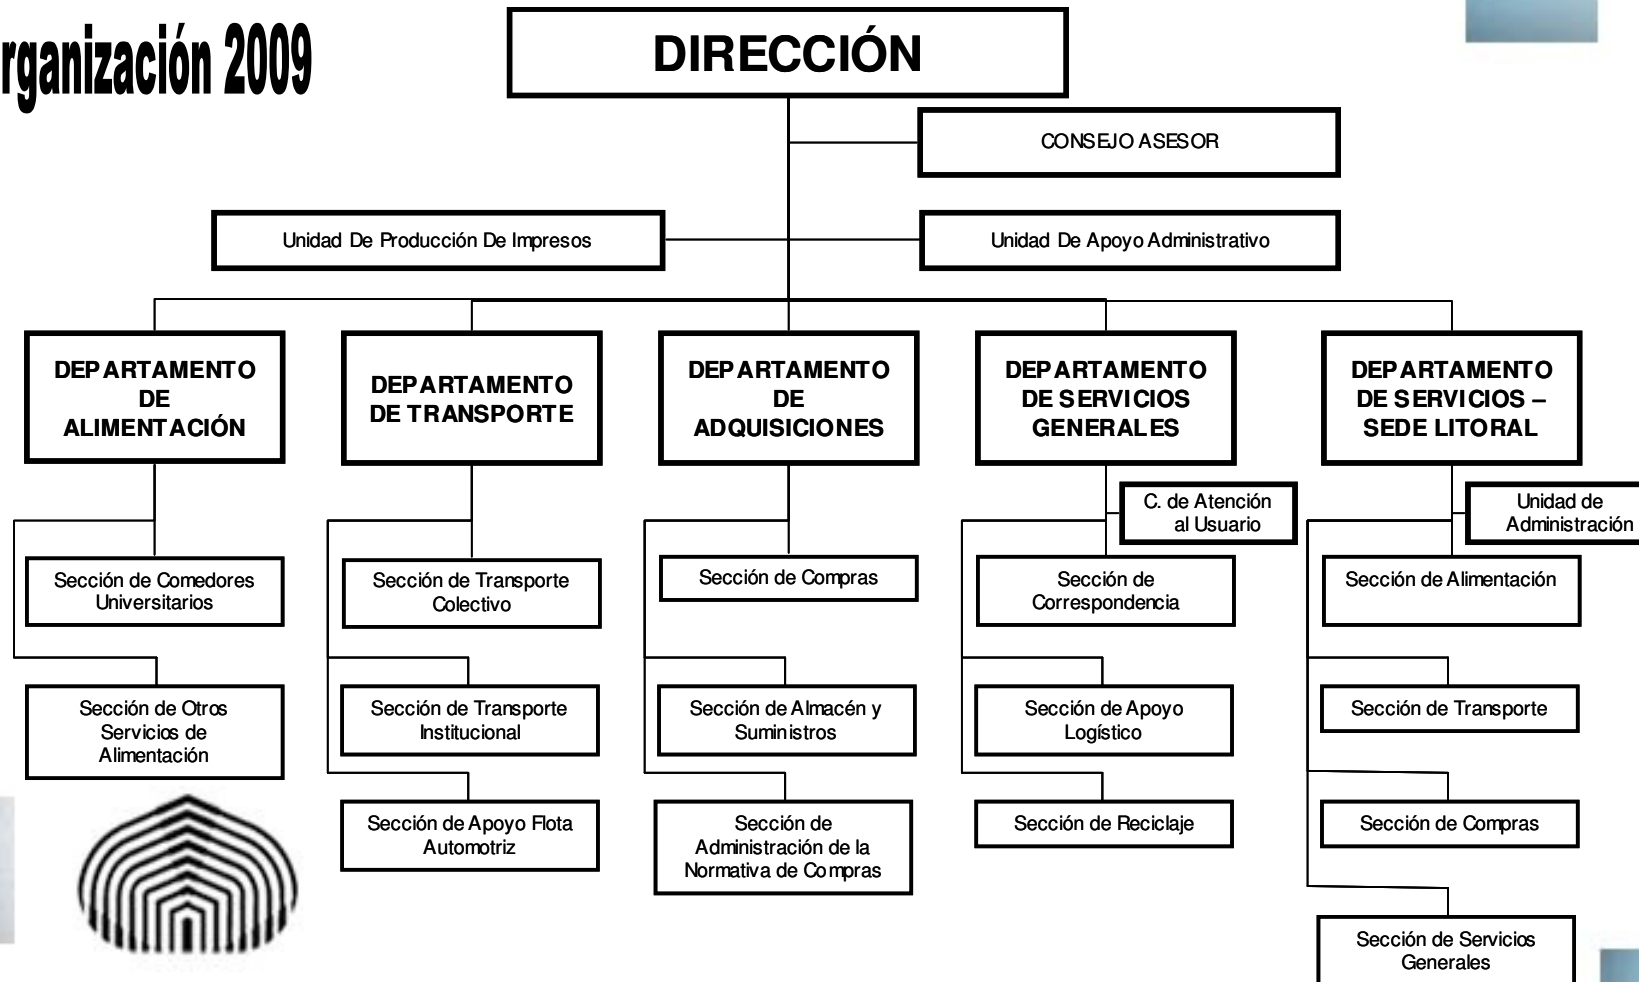 rganización 2009
DIRECCIÓN
CONSEJO ASESOR
Unidad De Producción De Impresos
Unidad De Apoyo Administrativo
DEPARTAMENTO
DE
ALIMENTACIÓN
DEPARTAMENTO
DE TRANSPORTE
DEPARTAMENTO
DE
ADQUISICIONES
DEPARTAMENTO
DE SERVICIOS
GENERALES
DEPARTAMENTO
DE SERVICIOS –
SEDE LITORAL
C. de Atención
al Usuario
Unidad de
Administración
Sección de Comedores
Universitarios
Sección de Transporte
Colectivo
Sección de Compras
Sección de
Correspondencia
Sección de Alimentación
Sección de Otros
Servicios de
Alimentación
Sección de Transporte
Institucional
Sección de Almacén y
Suministros
Sección de Apoyo
Logístico
Sección de Transporte
Sección de Apoyo Flota
Automotriz
Sección de
Administración de la
Normativa de Compras
Sección de Reciclaje
Sección de Compras
Sección de Servicios
Generales